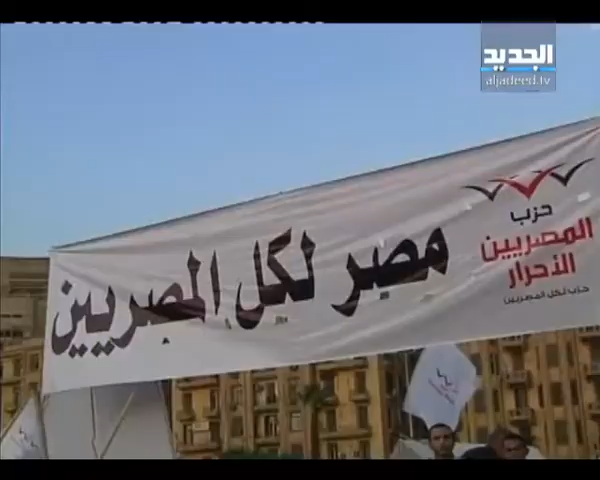 الجديد
aljadeed.tv
حزب
المصريين
الأحرار
حزب لكل المصريين
مصر لكل المصريين